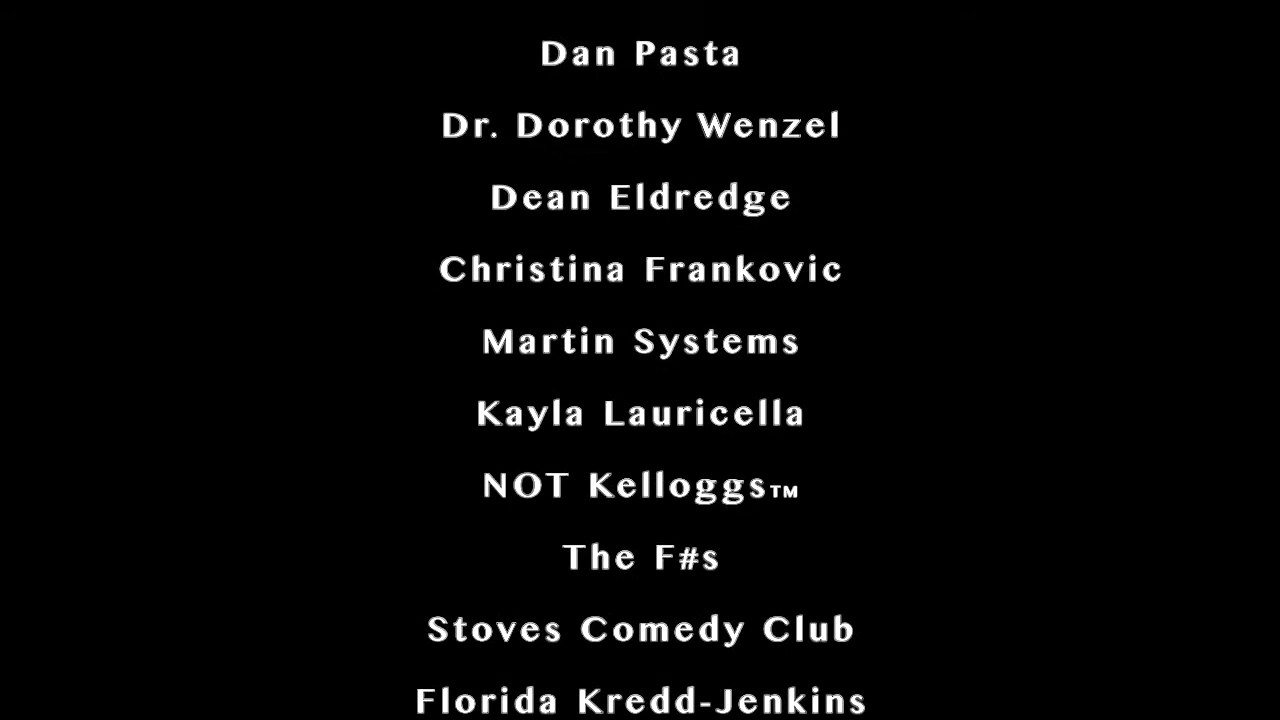 Dan Pasta
Dr. Dorothy Wenzel
Dean Eldredge
Christina Frankovic
Martin Systems
Kayla Lauricella
NOT Kelloggs™
The F#s
Stoves Comedy Club
Florida Kredd-Jenkins